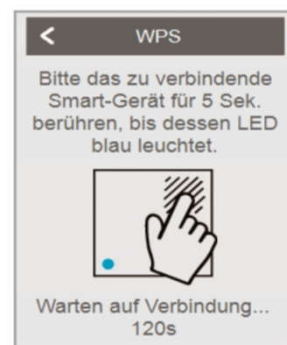 WPS
Bitte das zu verbindende
Smart-Gerät für 5 Sek.
berühren, bis dessen LED
blau leuchtet.
Warten auf Verbindung...
120s